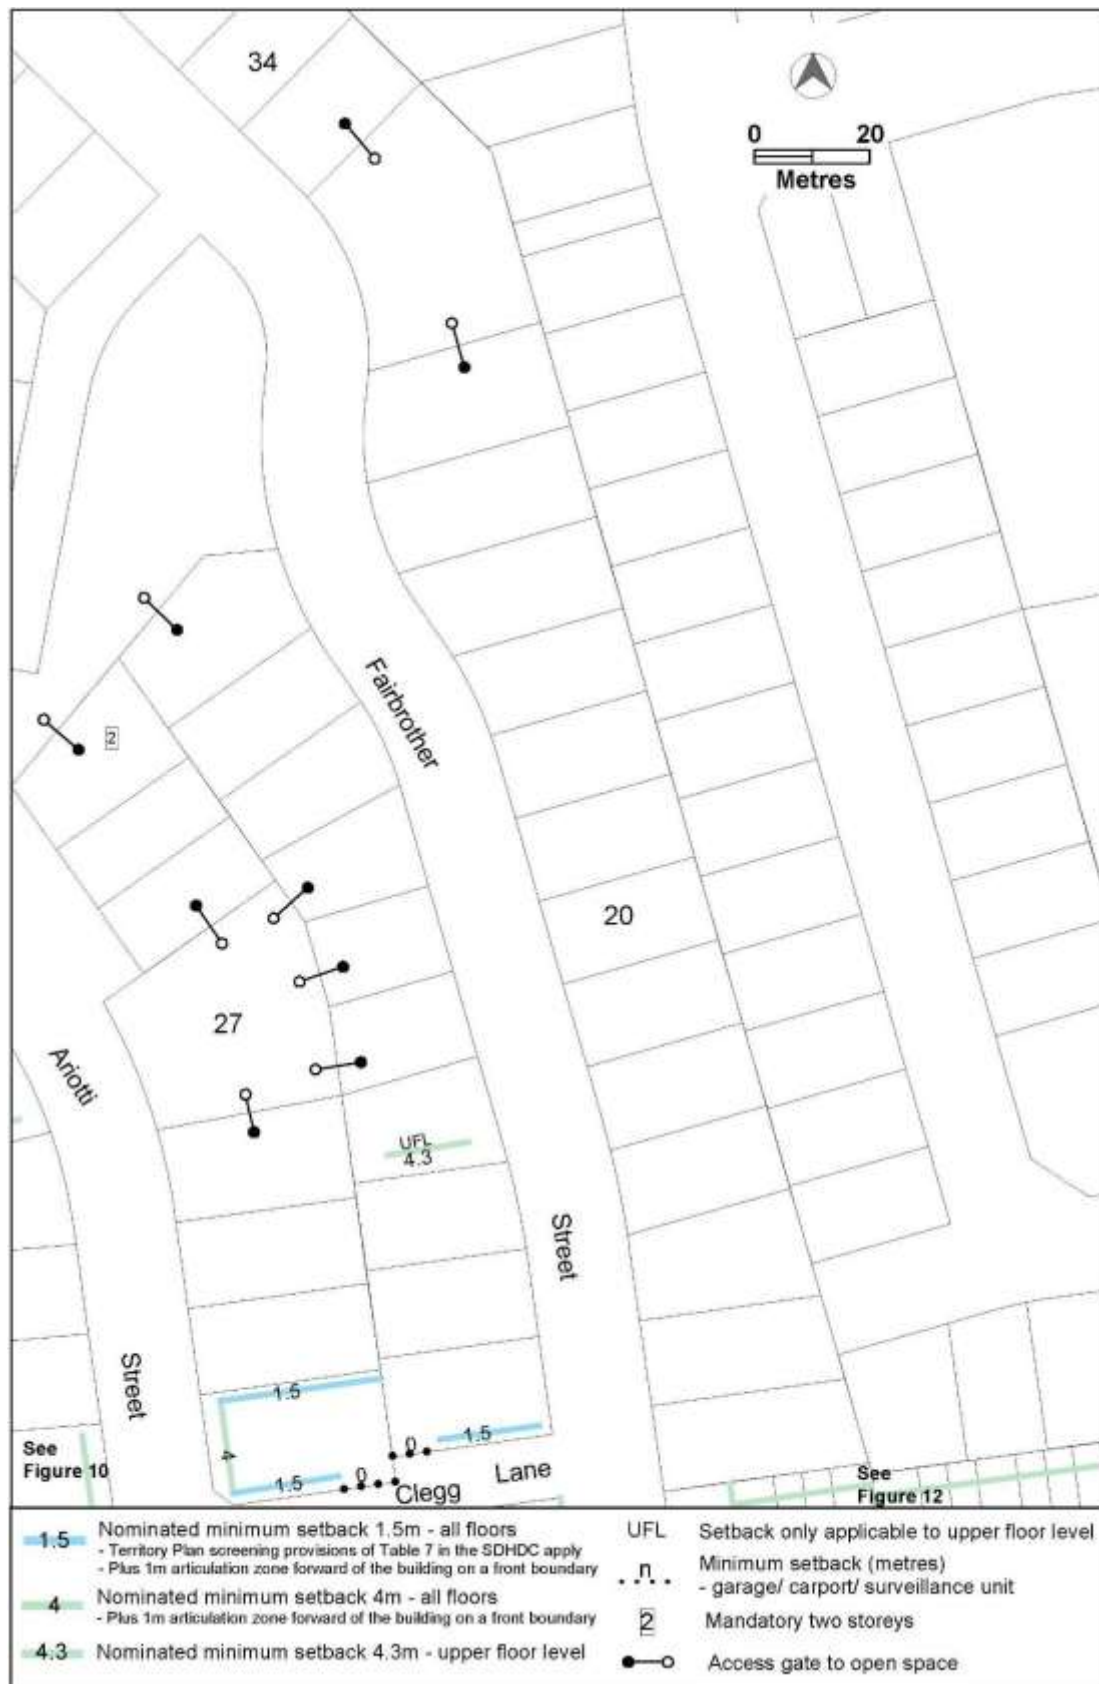 34
0 20
Metres
Fairbrother
2
20
27
Ariotti
UFL
4.3
Street
Street
1.5
0
1.5
4
1.5
0
Clegg Lane
See
Figure 10
See
Figure 12
1.5 Nominated minimum setback 1.5m - all floors
- Territory Plan screening provisions of Table 7 in the SDHDC apply
- Plus 1m articulation zone forward of the building on a front boundary
4 Nominated minimum setback 4m - all floors
- Plus 1m articulation zone forward of the building on a front boundary
4.3 Nominated minimum setback 4.3m - upper floor level
UFL Setback only applicable to upper floor level
n Minimum setback (metres)
- garage/ carport/ surveillance unit
2 Mandatory two storeys
Access gate to open space